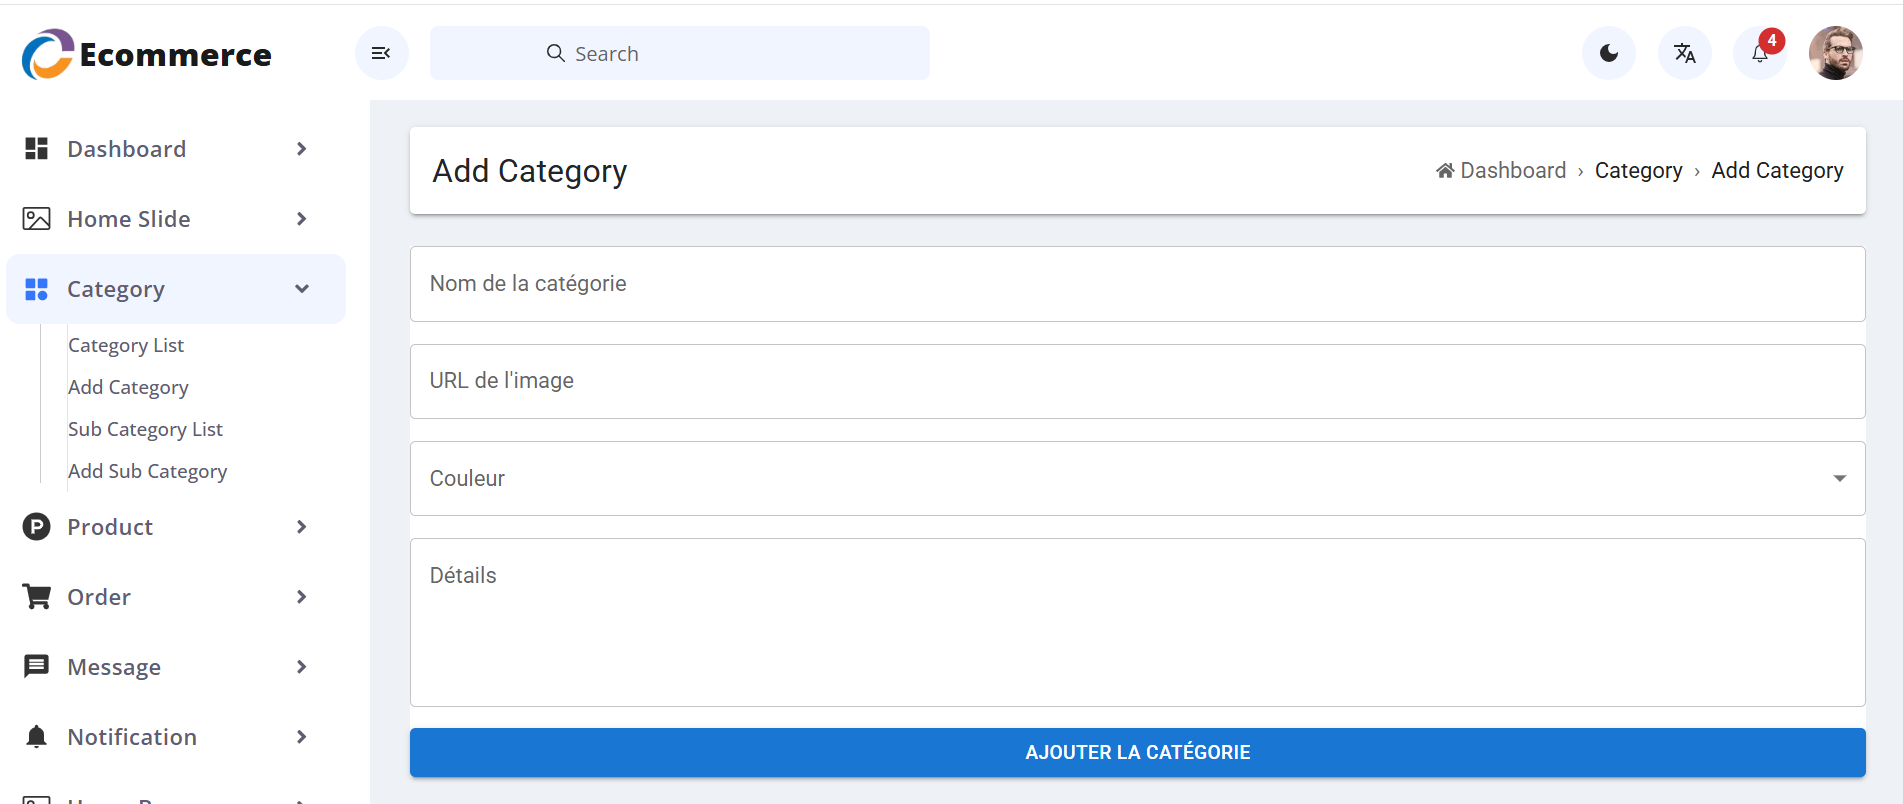 Ecommerce
Search
4
Dashboard
Home Slide
Category
Category List
Add Category
Sub Category List
Add Sub Category
P Product
Order
Message
Notification
Add Category
Dashboard › Category › Add Category
Nom de la catégorie
URL de l'image
Couleur
Détails
AJOUTER LA CATÉGORIE